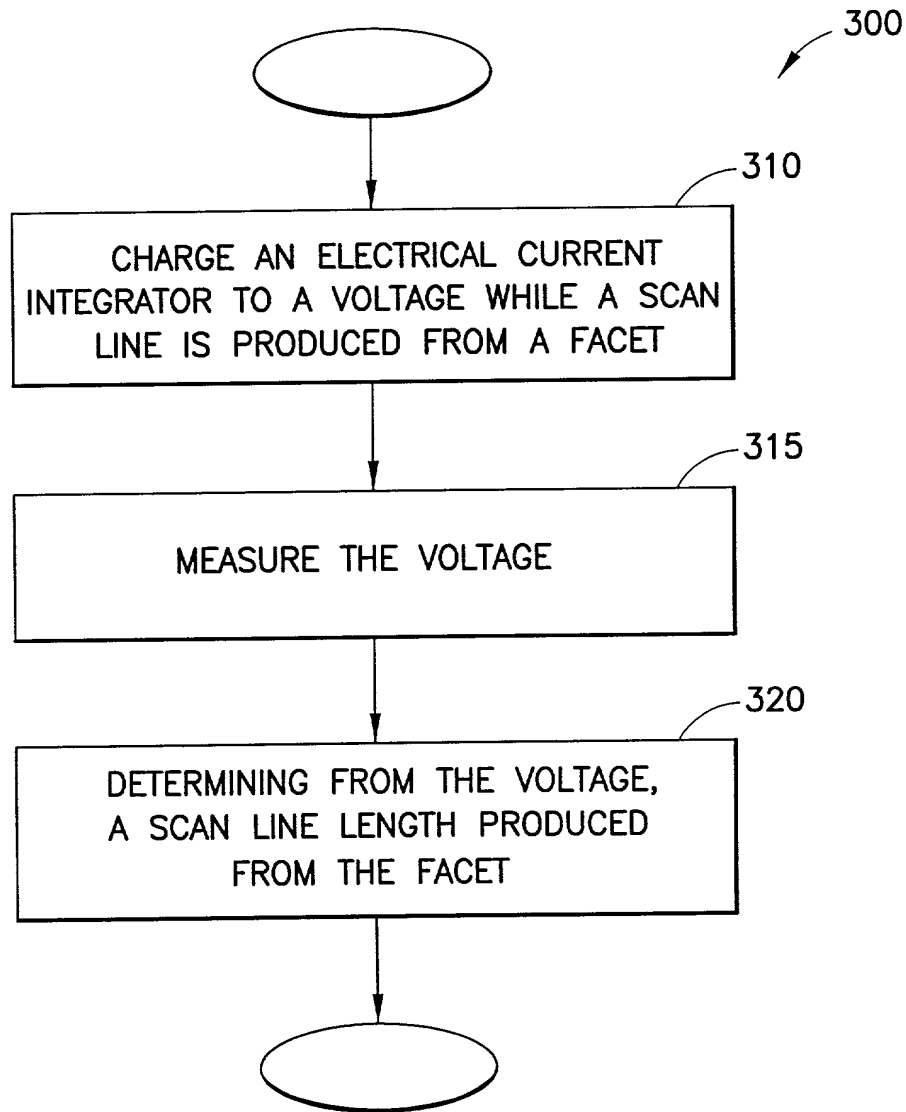 300
310
CHARGE AN ELECTRICAL CURRENT
INTEGRATOR TO A VOLTAGE WHILE A SCAN
LINE IS PRODUCED FROM A FACET
315
MEASURE THE VOLTAGE
320
DETERMINING FROM THE VOLTAGE,
A SCAN LINE LENGTH PRODUCED
FROM THE FACET